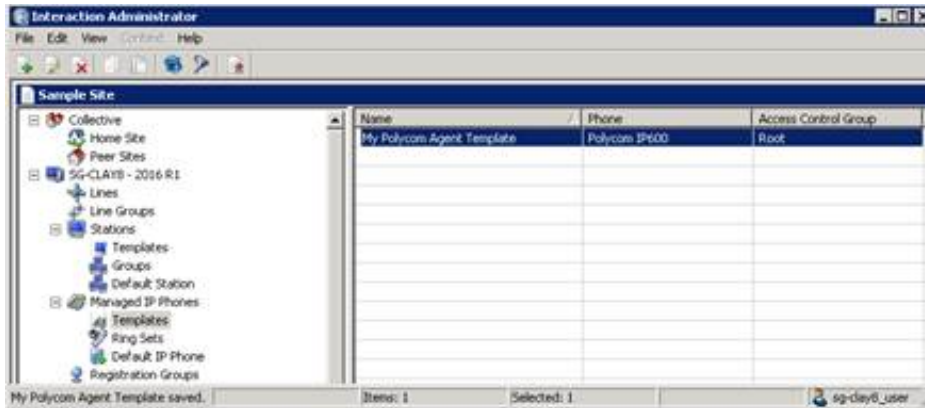 Interaction Administrator
File Edit View Context Help
Sample Site
Collective
Home Site
Peer Sites
SG-CLAY8 - 2016 R1
Lines
Line Groups
Stations
Templates
Groups
Default Station
Managed IP Phones
Templates
Ring Sets
Default IP Phone
Registration Groups
Name / Phone Access Control Group
My Polycom Agent Template Polycom IP600 Root
My Polycom Agent Template saved. Items: 1 Selected: 1 sg-clay8_user